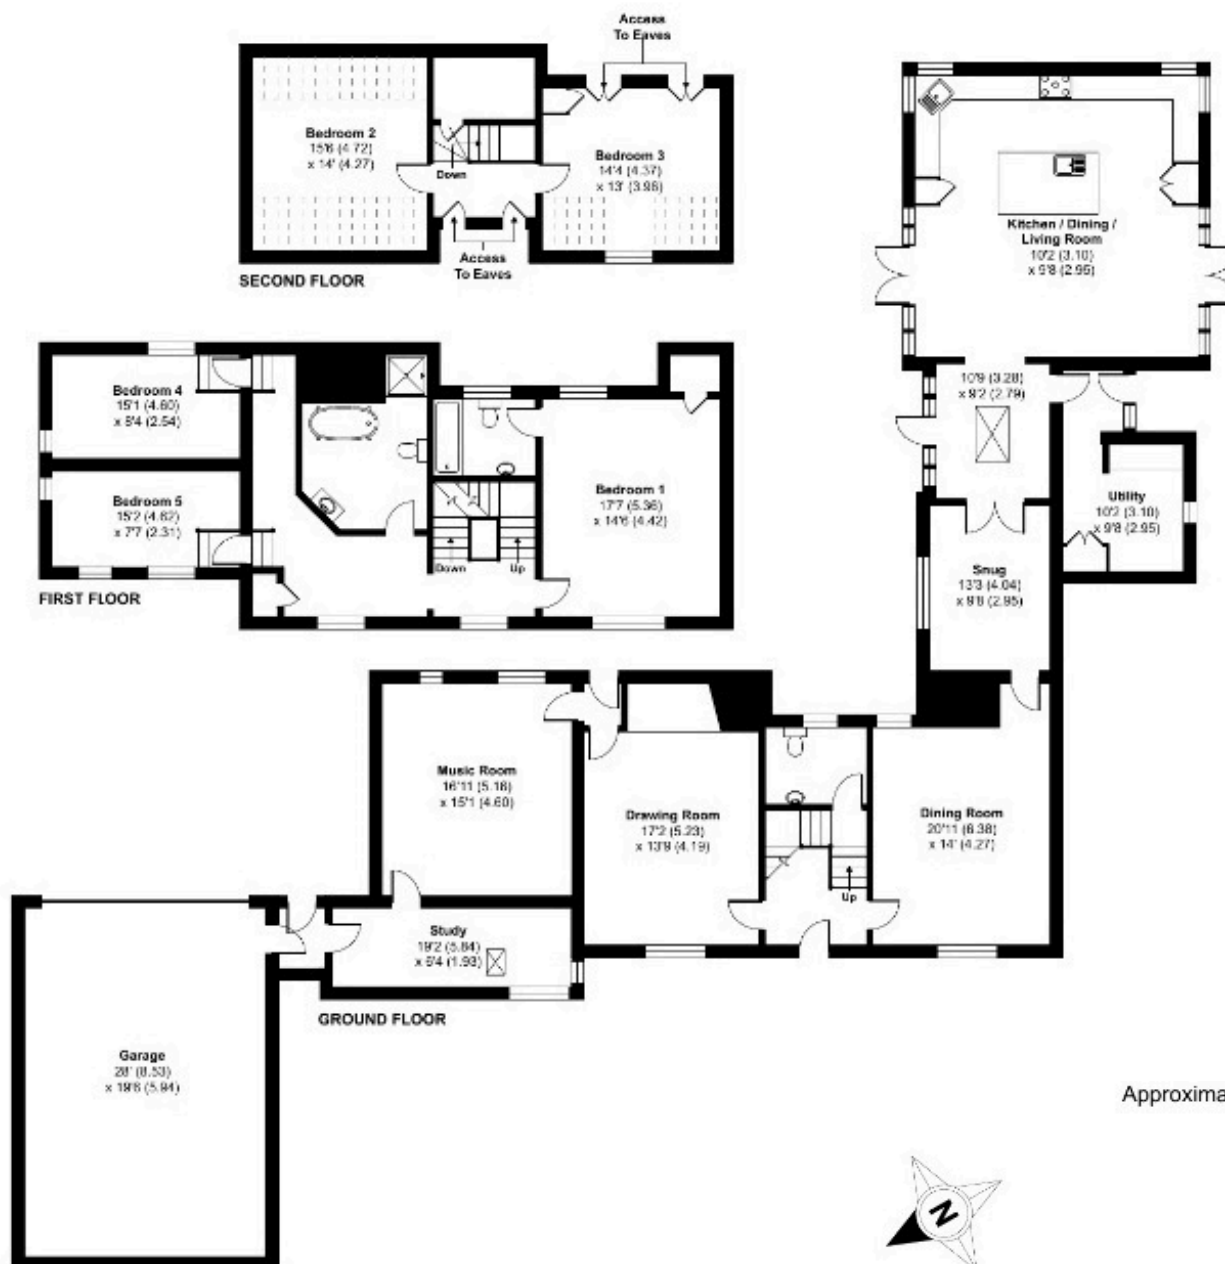 Access
To Eaves
Bedroom 2
15'6 (4.72)
x 14' (4.27)
Down
Bedroom 3
14'4 (4.37)
x 13' (3.96)
Access
To Eaves
SECOND FLOOR
Kitchen / Dining /
Living Room
10'2 (3.10)
x 9'8 (2.95)
Bedroom 4
15'1 (4.60)
x 8'4 (2.54)
Bedroom 5
15'2 (4.62)
x 7'7 (2.31)
Bedroom 1
17'7 (5.36)
x 14'6 (4.42)
Down
Up
FIRST FLOOR
10'9 (3.28)
x 9'2 (2.79)
Utility
10'2 (3.10)
x 9'8 (2.95)
Snug
13'3 (4.04)
x 9'8 (2.95)
Music Room
16'11 (5.16)
x 15'1 (4.60)
Drawing Room
17'2 (5.23)
x 13'9 (4.19)
Dining Room
20'11 (6.38)
x 14' (4.27)
Up
Study
19'2 (5.84)
x 6'4 (1.93)
GROUND FLOOR
Garage
28' (8.53)
x 19'6 (5.94)
Approxima
N